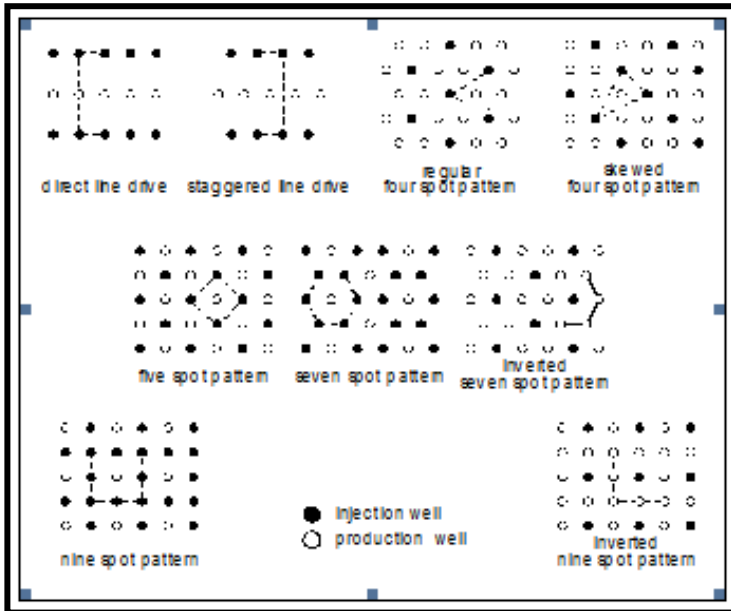 direct line drive
staggered line drive
regular
four spot pattern
skewed
four spot pattern
five spot pattern
seven spot pattern
inverted
seven spot pattern
injection well
production well
nine spot pattern
inverted
nine spot pattern